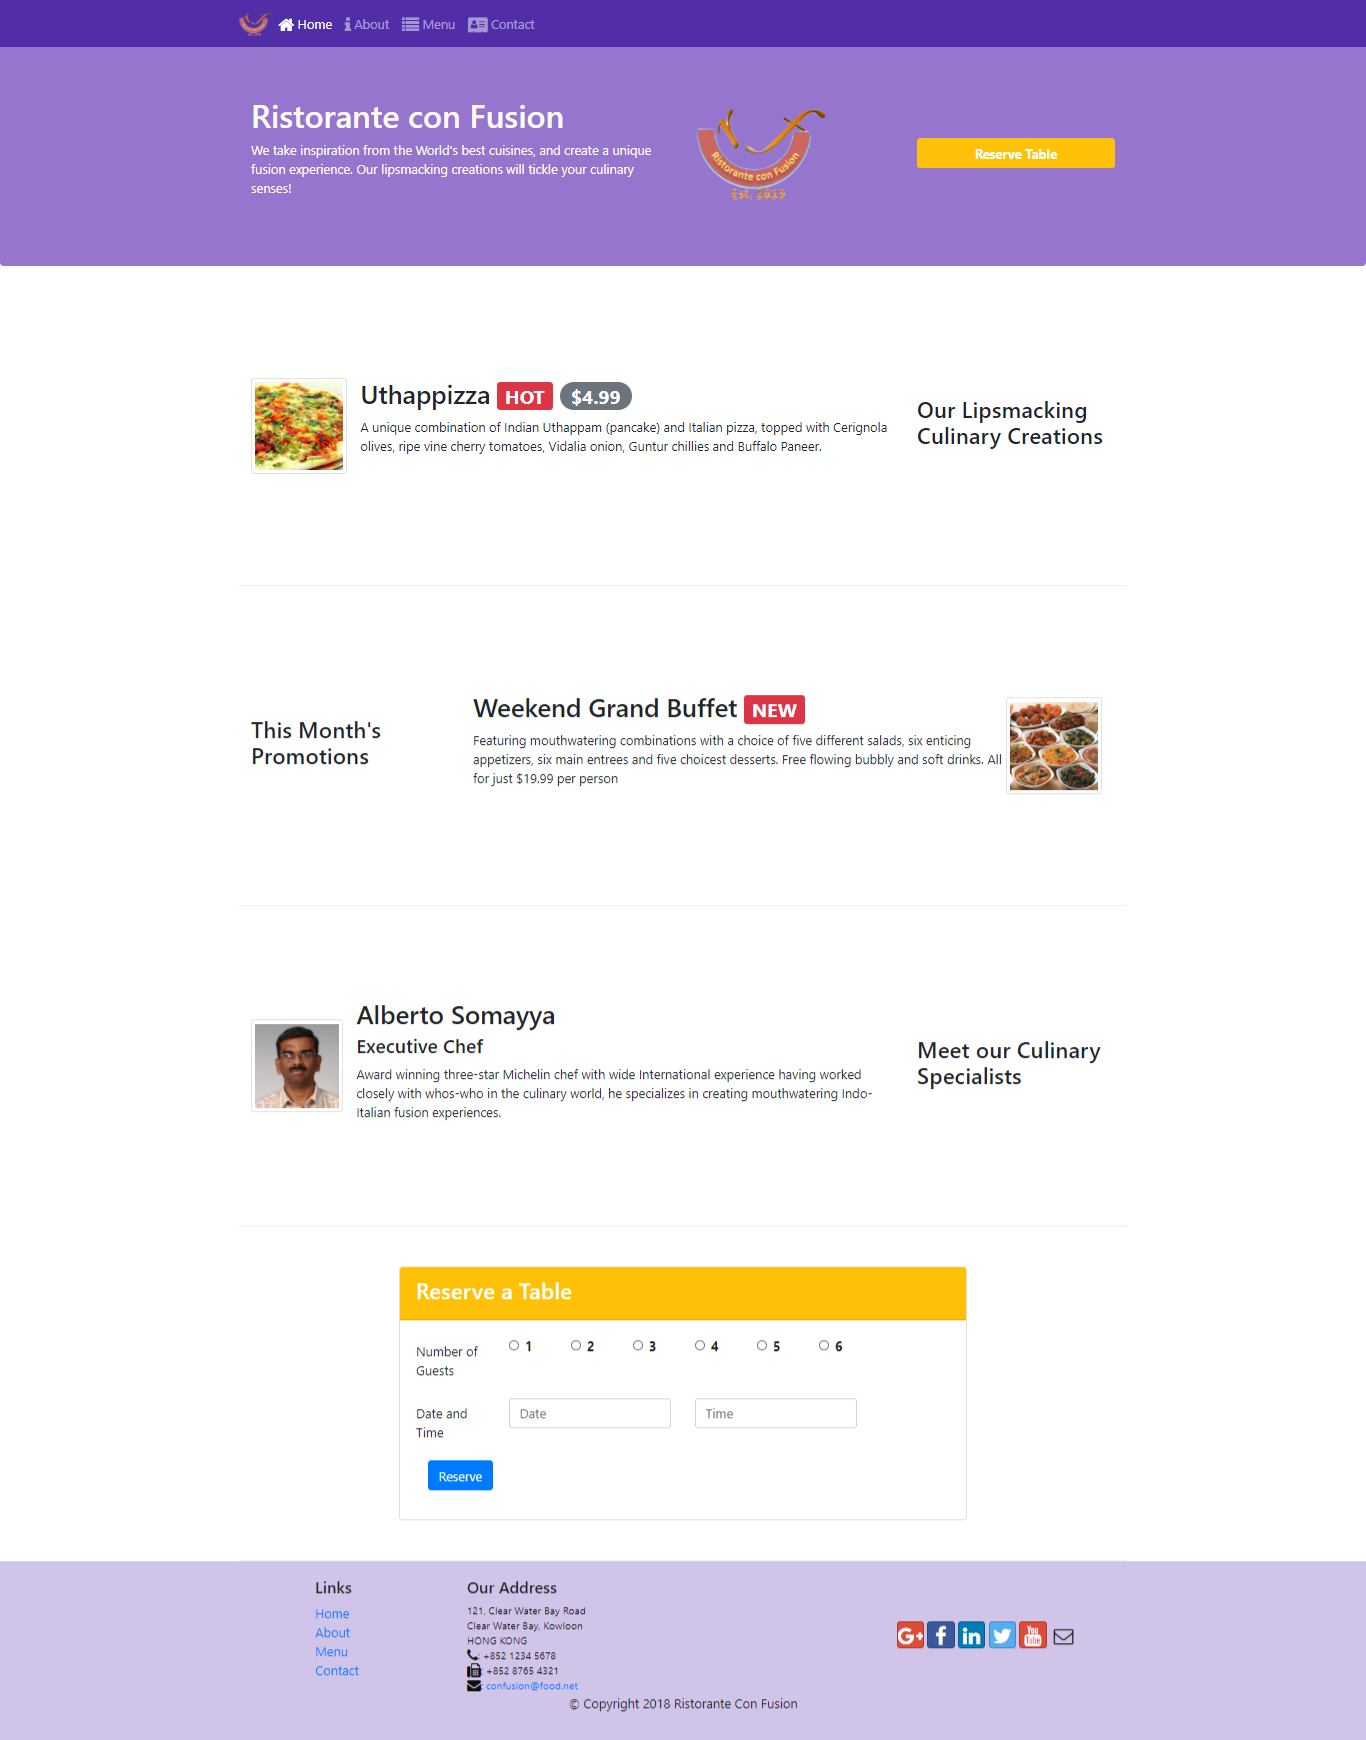 Home About Menu Contact
Ristorante con Fusion
We take inspiration from the World's best cuisines, and create a unique
fusion experience. Our lipsmacking creations will tickle your culinary
senses!
Ristorante con Fusion
Est. 2013
Reserve Table
Uthappizza HOT $4.99
A unique combination of Indian Uthappam (pancake) and Italian pizza, topped with Cerignola
olives, ripe vine cherry tomatoes, Vidalia onion, Guntur chillies and Buffalo Paneer.
Our Lipsmacking
Culinary Creations
This Month's
Promotions
Weekend Grand Buffet NEW
Featuring mouthwatering combinations with a choice of five different salads, six enticing
appetizers, six main entrees and five choicest desserts. Free flowing bubbly and soft drinks. All
for just $19.99 per person
Alberto Somayya
Executive Chef
Award winning three-star Michelin chef with wide International experience having worked
closely with whos-who in the culinary world, he specializes in creating mouthwatering Indo-
Italian fusion experiences.
Meet our Culinary
Specialists
Reserve a Table
Number of
Guests
1 2 3 4 5 6
Date and
Time
Date Time
Reserve
Links
Home
About
Menu
Contact
Our Address
121, Clear Water Bay Road
Clear Water Bay, Kowloon
HONG KONG
: +852 1234 5678
: +852 8765 4321
: confusion@food.net
G+ f in You Tube
© Copyright 2018 Ristorante Con Fusion